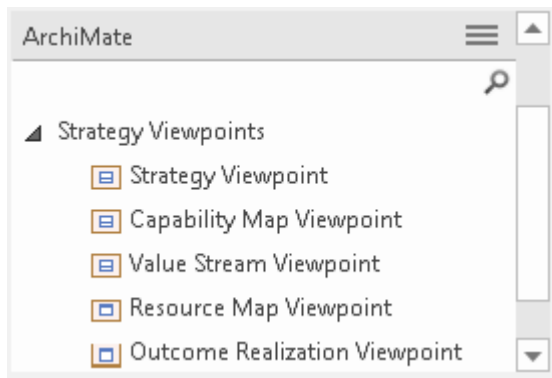 ArchiMate
Strategy Viewpoints
Strategy Viewpoint
Capability Map Viewpoint
Value Stream Viewpoint
Resource Map Viewpoint
Outcome Realization Viewpoint